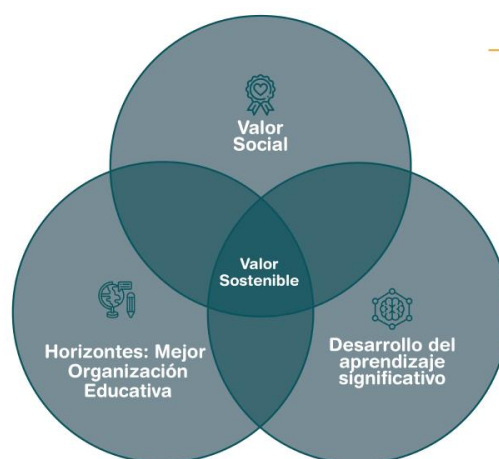 Valor
Social
Valor
Sostenible
Horizontes: Mejor
Organización
Educativa
Desarrollo del
aprendizaje
significativo